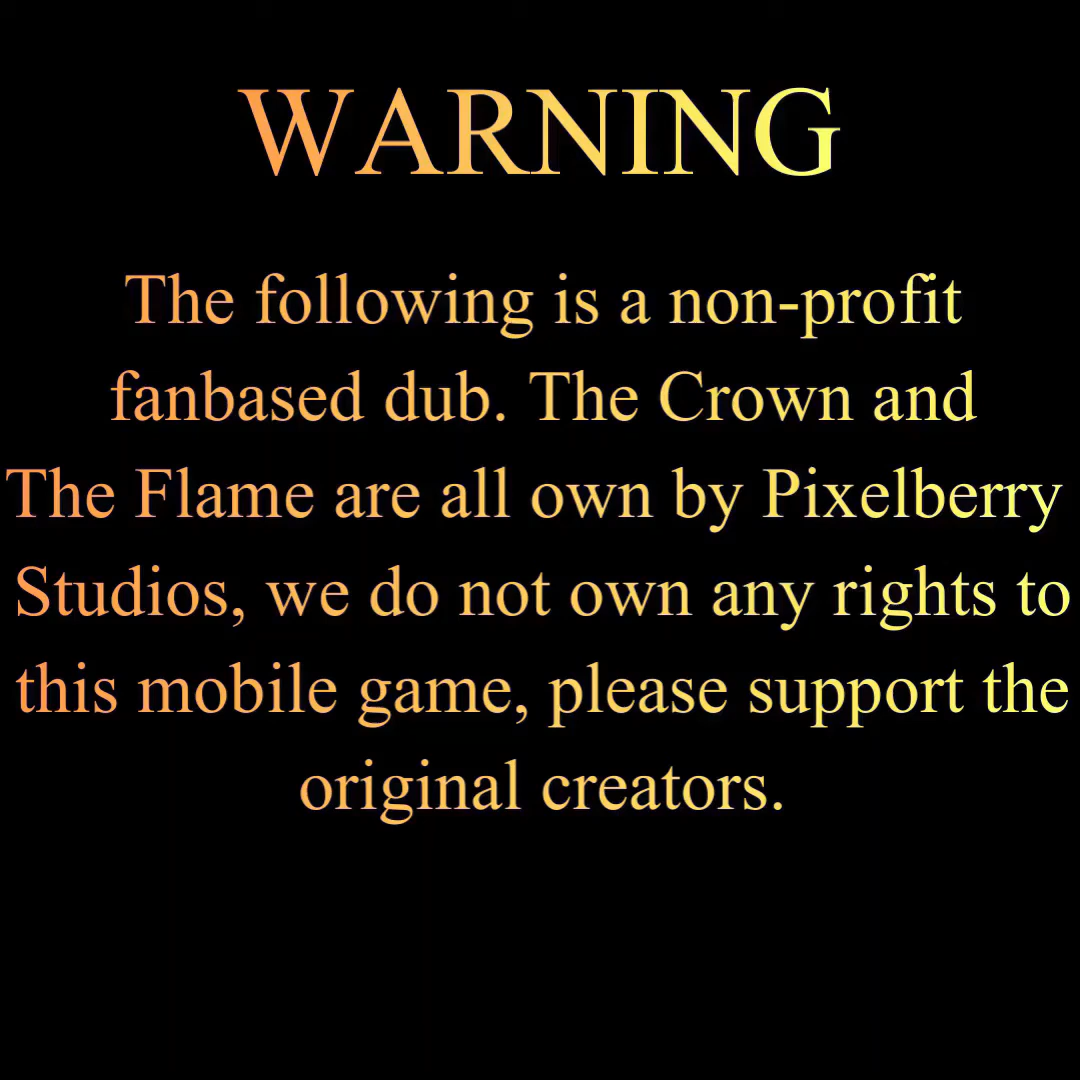 WARNING
The following is a non-profit
fanbased dub. The Crown and
The Flame are all own by Pixelberry
Studios, we do not own any rights to
this mobile game, please support the
original creators.